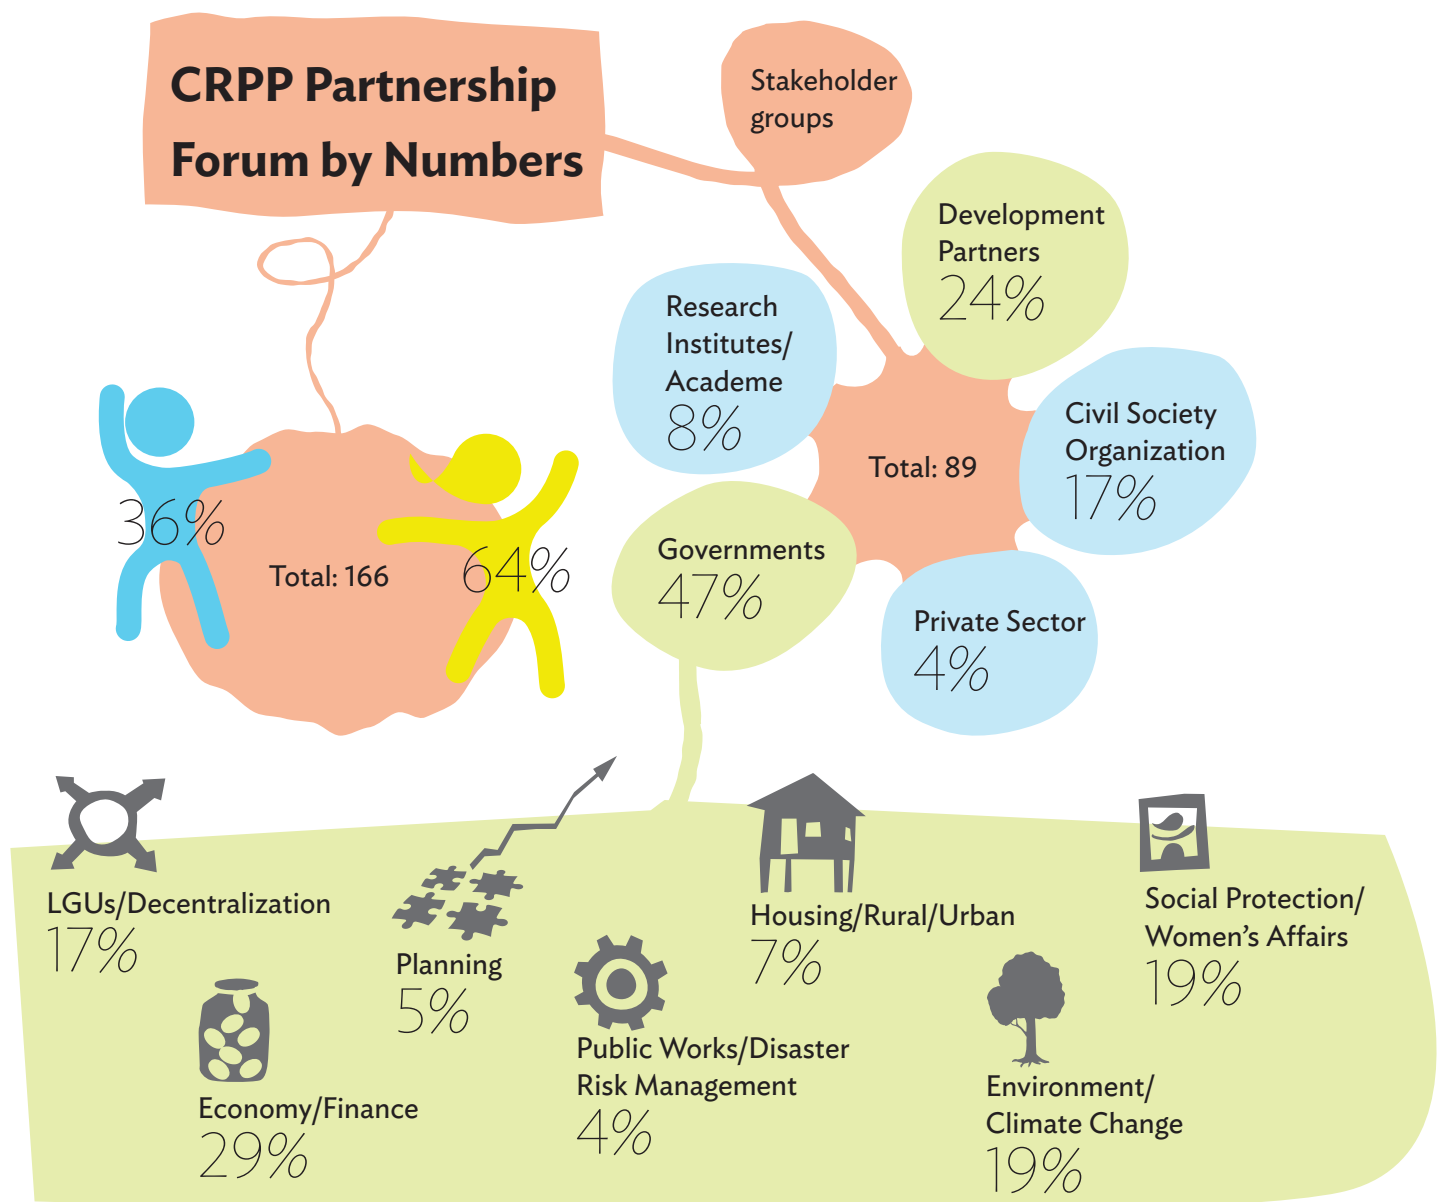 CRPP Partnership
Forum by Numbers
Stakeholder
groups
Development
Partners
24%
Research
Institutes/
Academe
8%
Civil Society
Organization
17%
Total: 89
Governments
47%
Private Sector
4%
36%
Total: 166
64%
LGUs/Decentralization
17%
Planning
5%
Housing/Rural/Urban
7%
Social Protection/
Women’s Affairs
19%
Economy/Finance
29%
Public Works/Disaster
Risk Management
4%
Environment/
Climate Change
19%